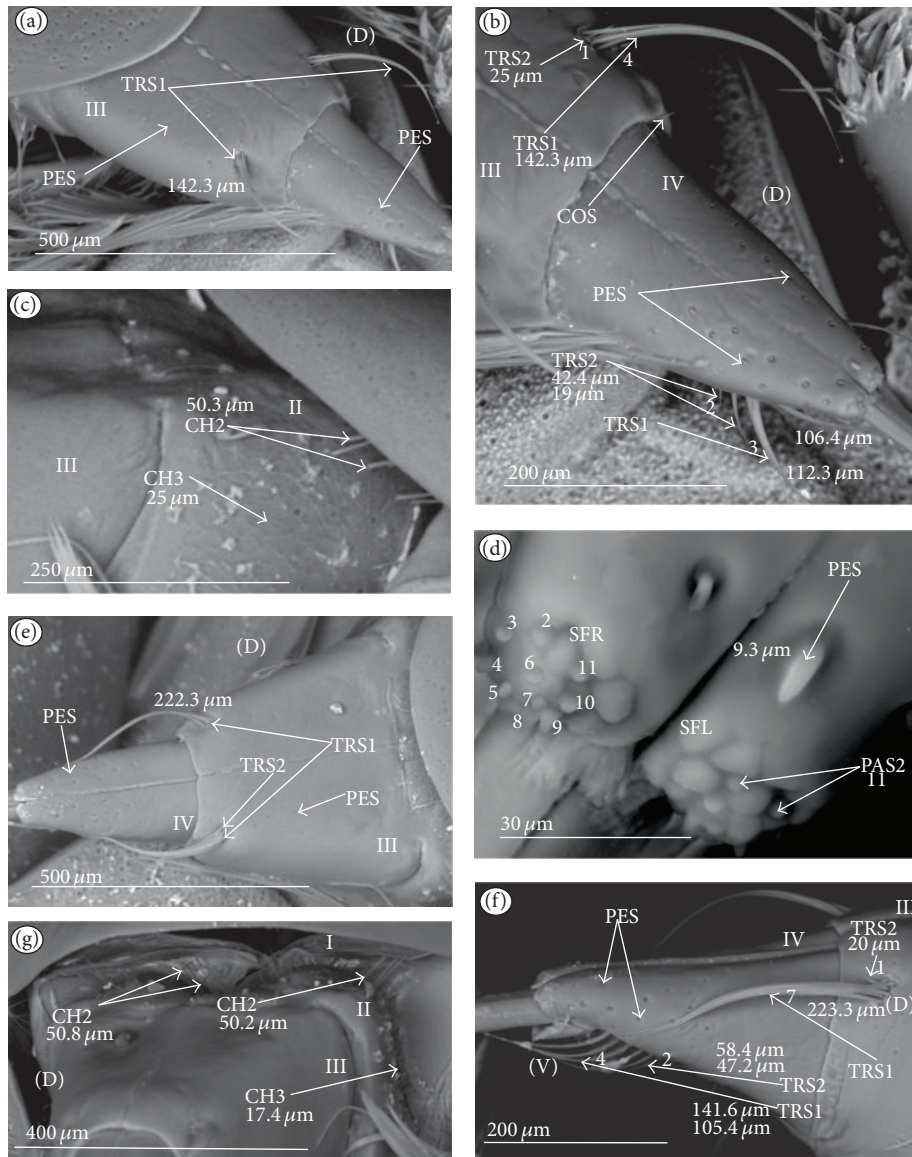 (a)
(D)
TRS1
III
PES
PES
142.3 μm
500 μm
(b)
TRS2
25 μm
1
4
TRS1
142.3 μm
III
IV
(D)
COS
PES
TRS2
42.4 μm
19 μm
2
TRS1
3
106.4 μm
112.3 μm
200 μm
(c)
50.3 μm
II
CH2
III
CH3
25 μm
250 μm
(d)
PES
3
2
SFR
9.3 μm
4
6
11
5
7
10
8
9
SFL
PAS2
11
30 μm
(e)
(D)
222.3 μm
PES
TRS1
TRS2
PES
IV
III
500 μm
(f)
III
PES
IV
TRS2
20 μm
1
7
(D)
223.3 μm
4
2
58.4 μm
47.2 μm
TRS1
(V)
TRS2
141.6 μm
TRS1
105.4 μm
200 μm
(g)
I
CH2
50.8 μm
CH2
50.2 μm
II
III
(D)
CH3
17.4 μm
400 μm